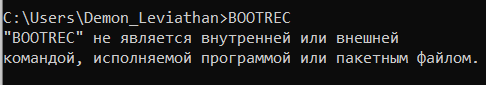 C:\Users\Demon_Leviathan>BOOTREC
"BOOTREC" не является внутренней или внешней
командой, исполняемой программой или пакетным файлом.